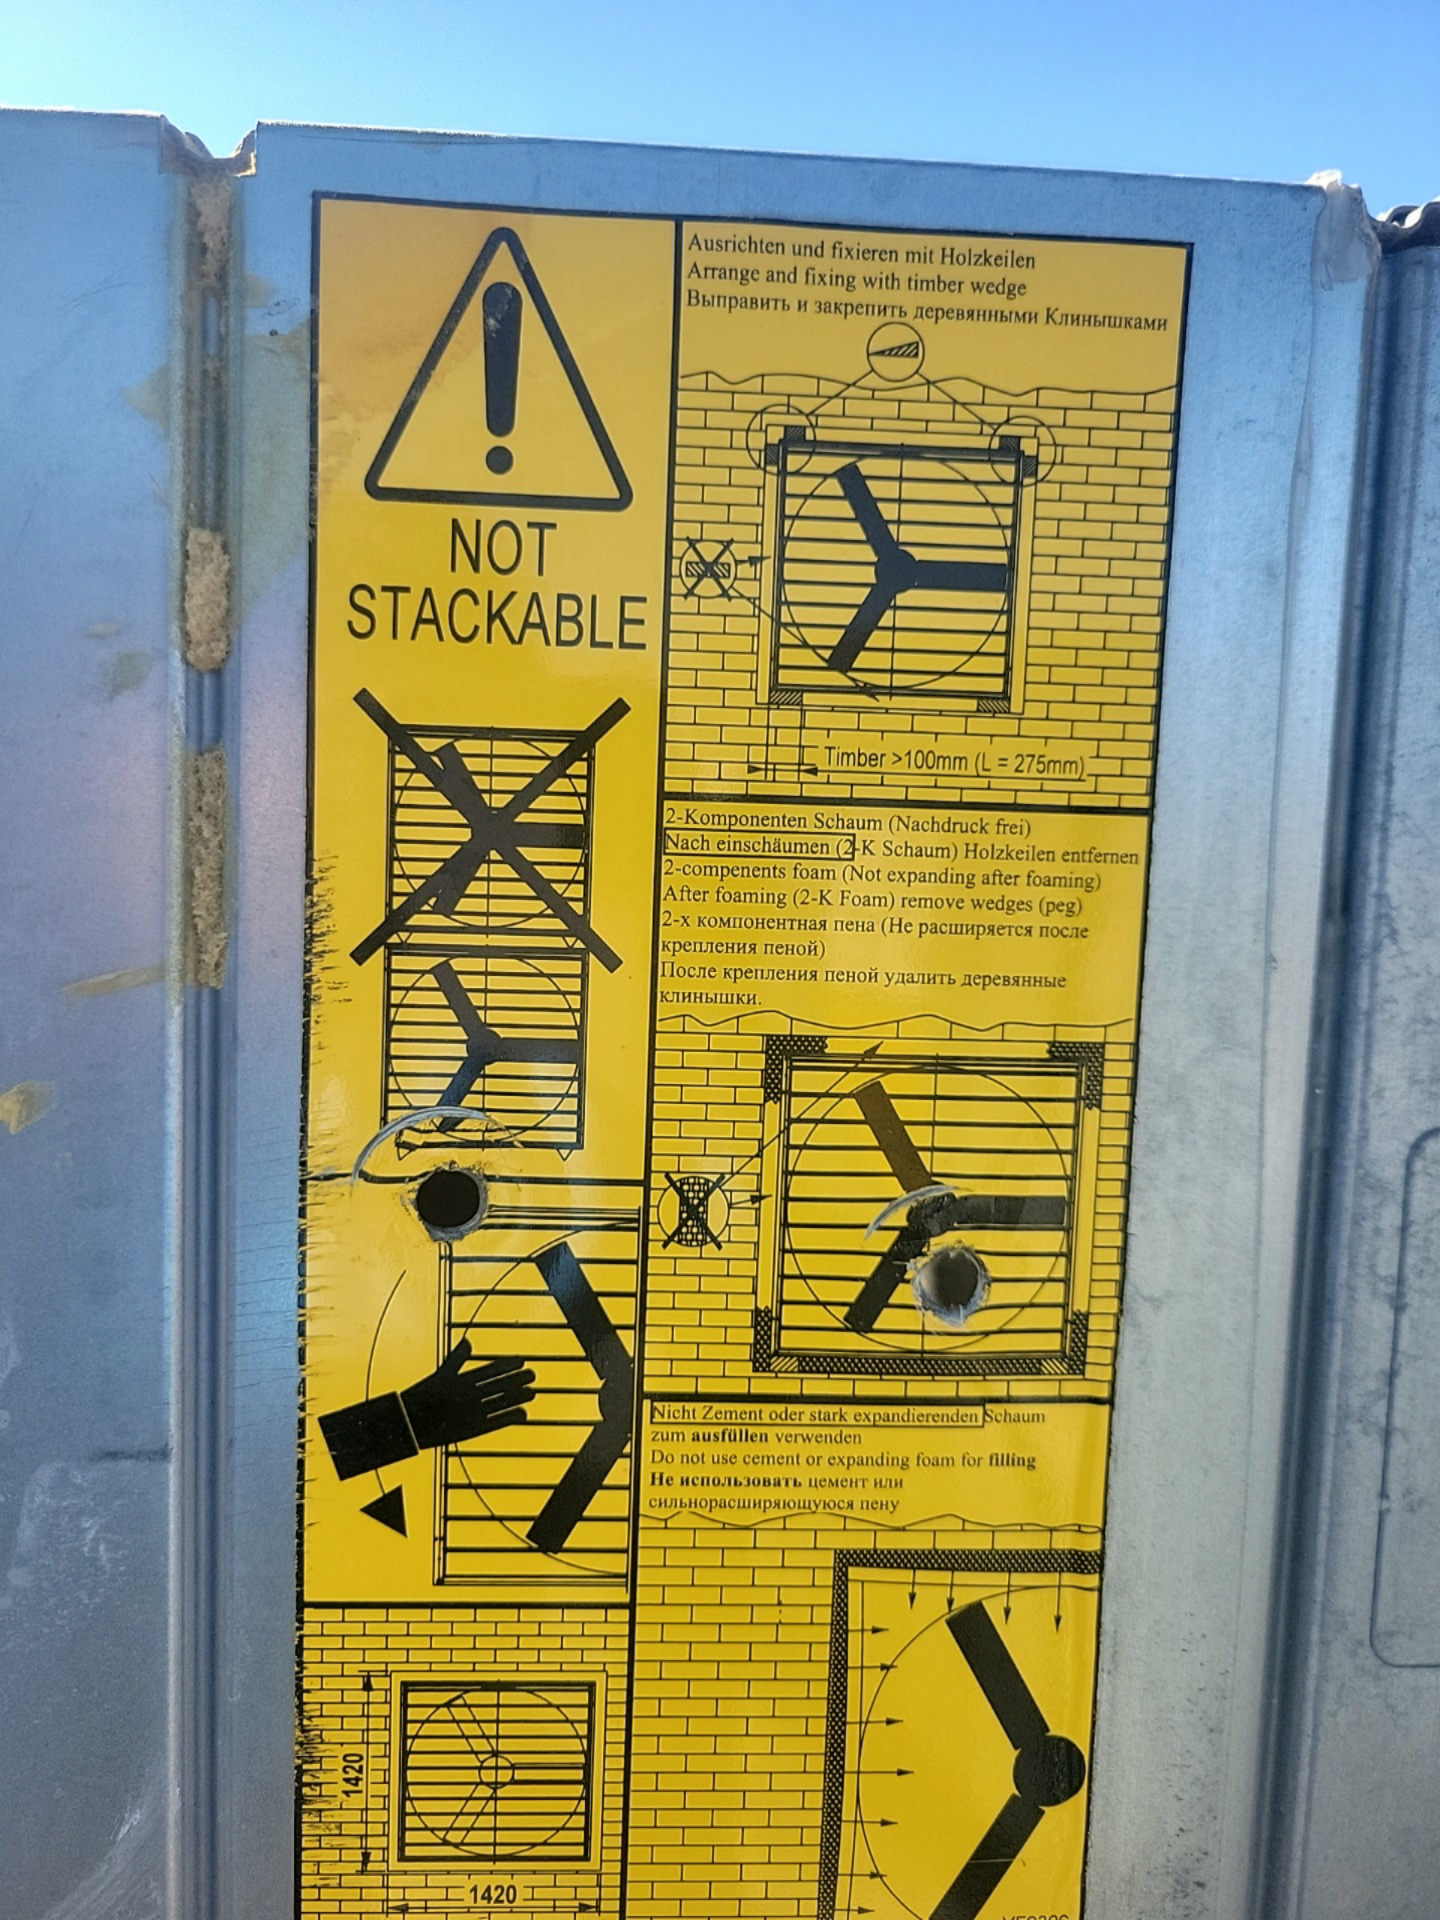 NOT
STACKABLE
1420
1420
Ausrichten und fixieren mit Holzkeilen
Arrange and fixing with timber wedge
Выправить и закрепить деревянными Клинышками
Timber >100mm (L = 275mm)
2-Komponenten Schaum (Nachdruck frei)
Nach einschäumen (2-K Schaum) Holzkeilen entfernen
2-compenents foam (Not expanding after foaming)
After foaming (2-K Foam) remove wedges (peg)
2-х компонентная пена (Не расширяется после
крепления пеной)
После крепления пеной удалить деревянные
клинышки.
Nicht Zement oder stark expandierenden Schaum
zum ausfüllen verwenden
Do not use cement or expanding foam for filling
Не использовать цемент или
сильнорасширяющуюся пену